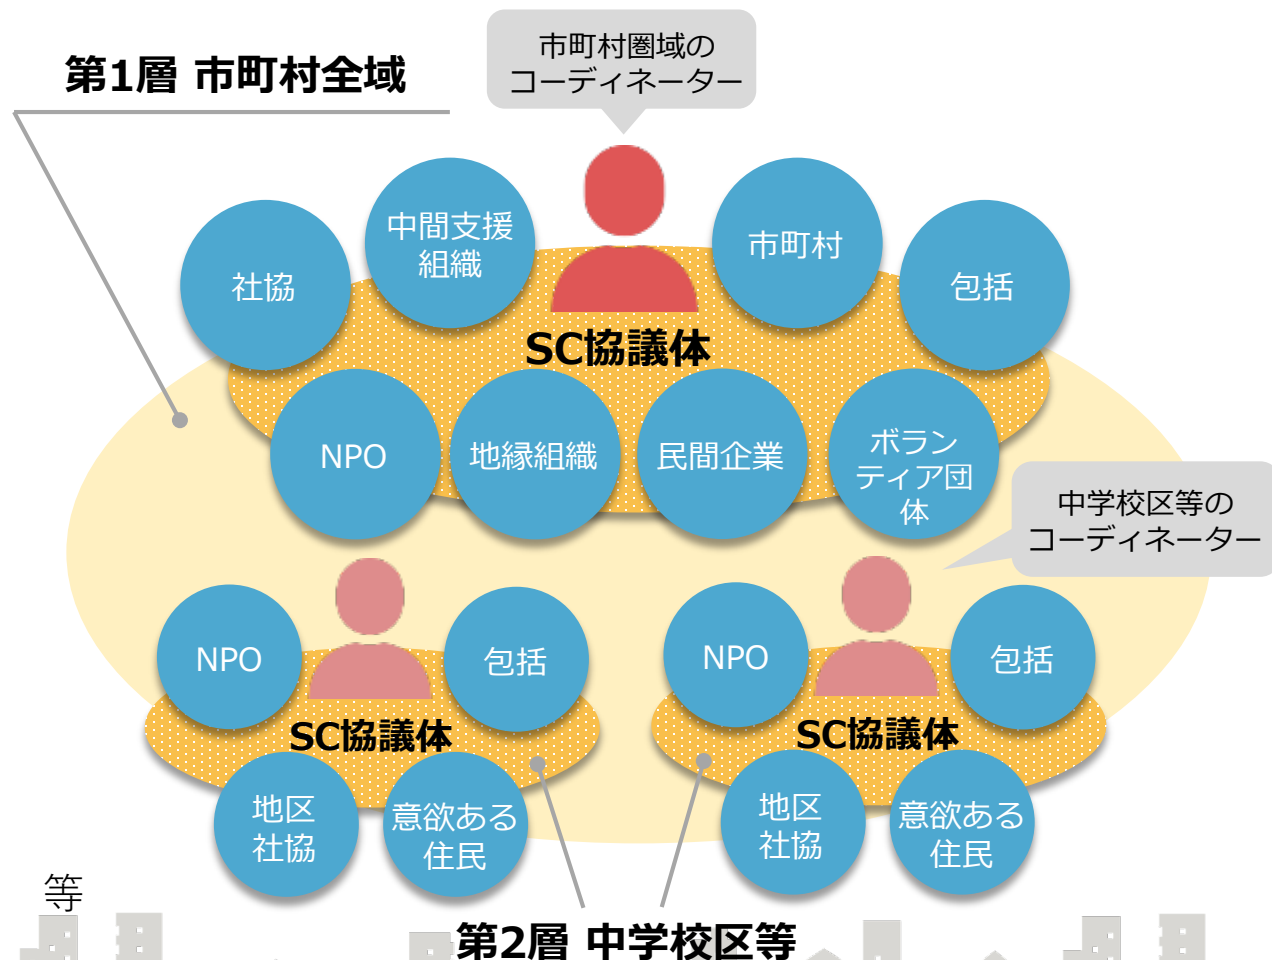 市町村圏域の
コーディネーター
第1層 市町村全域
中間支援
組織
市町村
社協
包括
SC協議体
NPO
地縁組織
民間企業
ボラン
ティア団
体
中学校区等の
コーディネーター
NPO
包括
SC協議体
地区
社協
意欲ある
住民
NPO
包括
SC協議体
地区
社協
意欲ある
住民
等
第2層 中学校区等